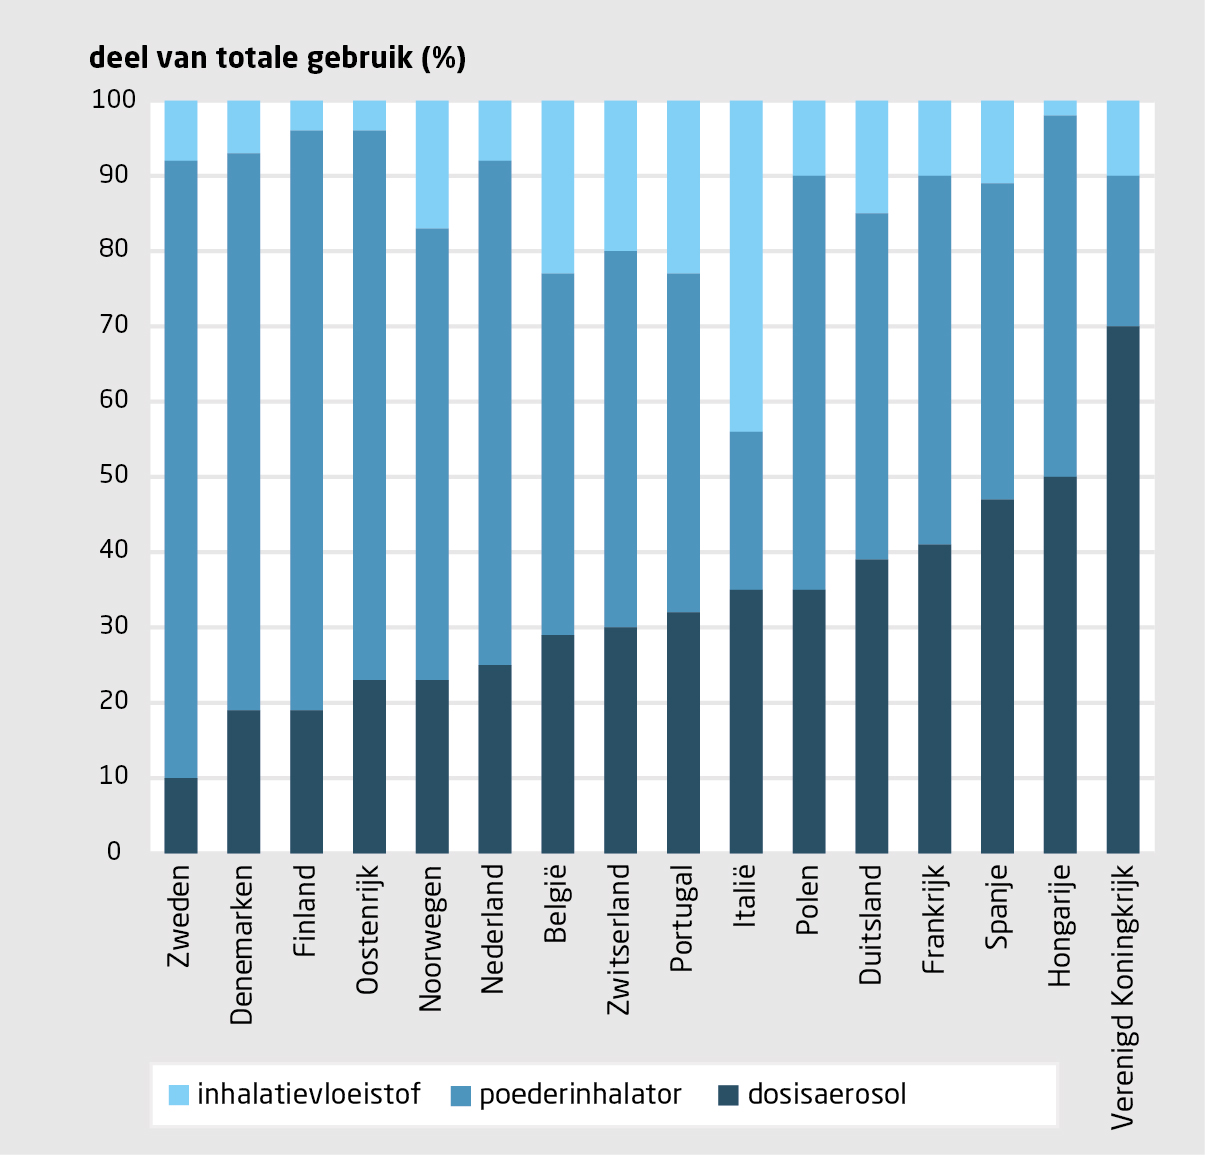 deel van totale gebruik (%)
100
90
80
70
60
50
40
30
20
10
0
Zweden
Denemarken
Finland
Oostenrijk
Noorwegen
Nederland
België
Zwitserland
Portugal
Italië
Polen
Duitsland
Frankrijk
Spanje
Hongarije
Verenigd Koningkrijk
inhalatievloeistof poederinhalator dosisaerosol